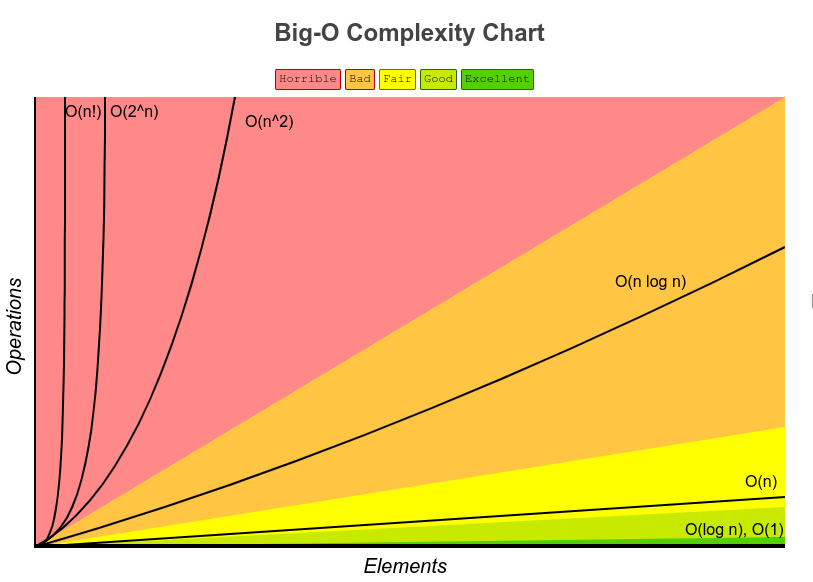 Big-O Complexity Chart
Horrible Bad Fair Good Excellent
O(n!) O(2^n)
O(n^2)
O(n log n)
O(n)
O(log n), O(1)
Operations
Elements